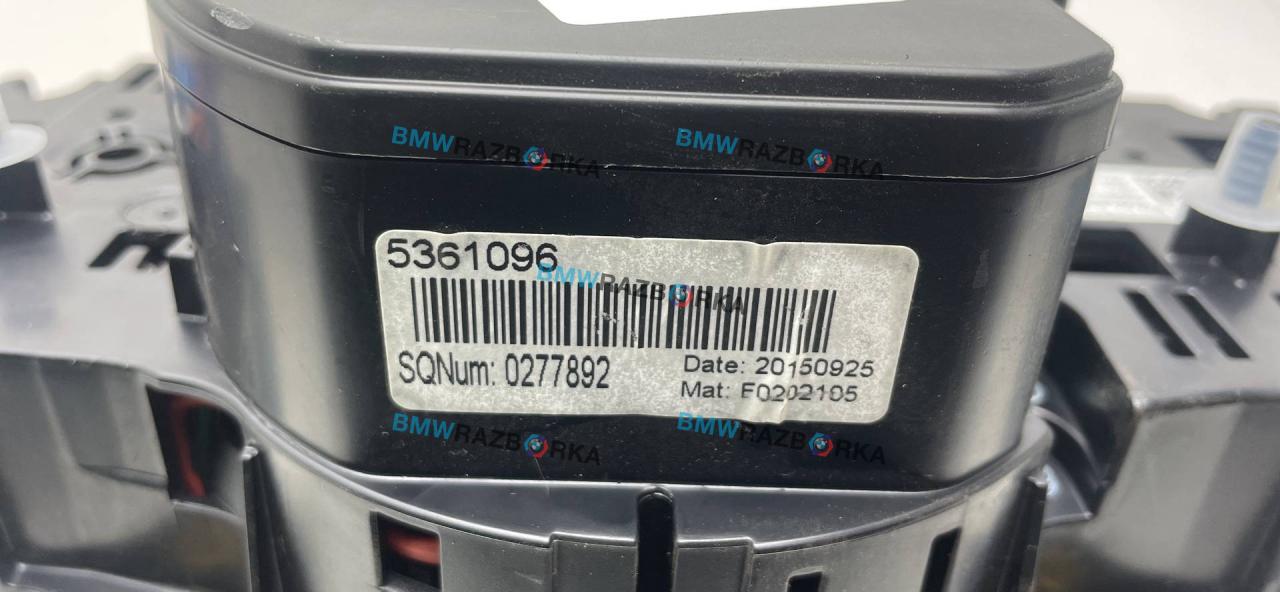 BMWRAZBORKA BMWRAZBORKA
5361096
BMWRAZBORKA
SQNum: 0277892
Date: 20150925
Mat: F0202105
BMWRAZBORKA BMWRAZBORKA